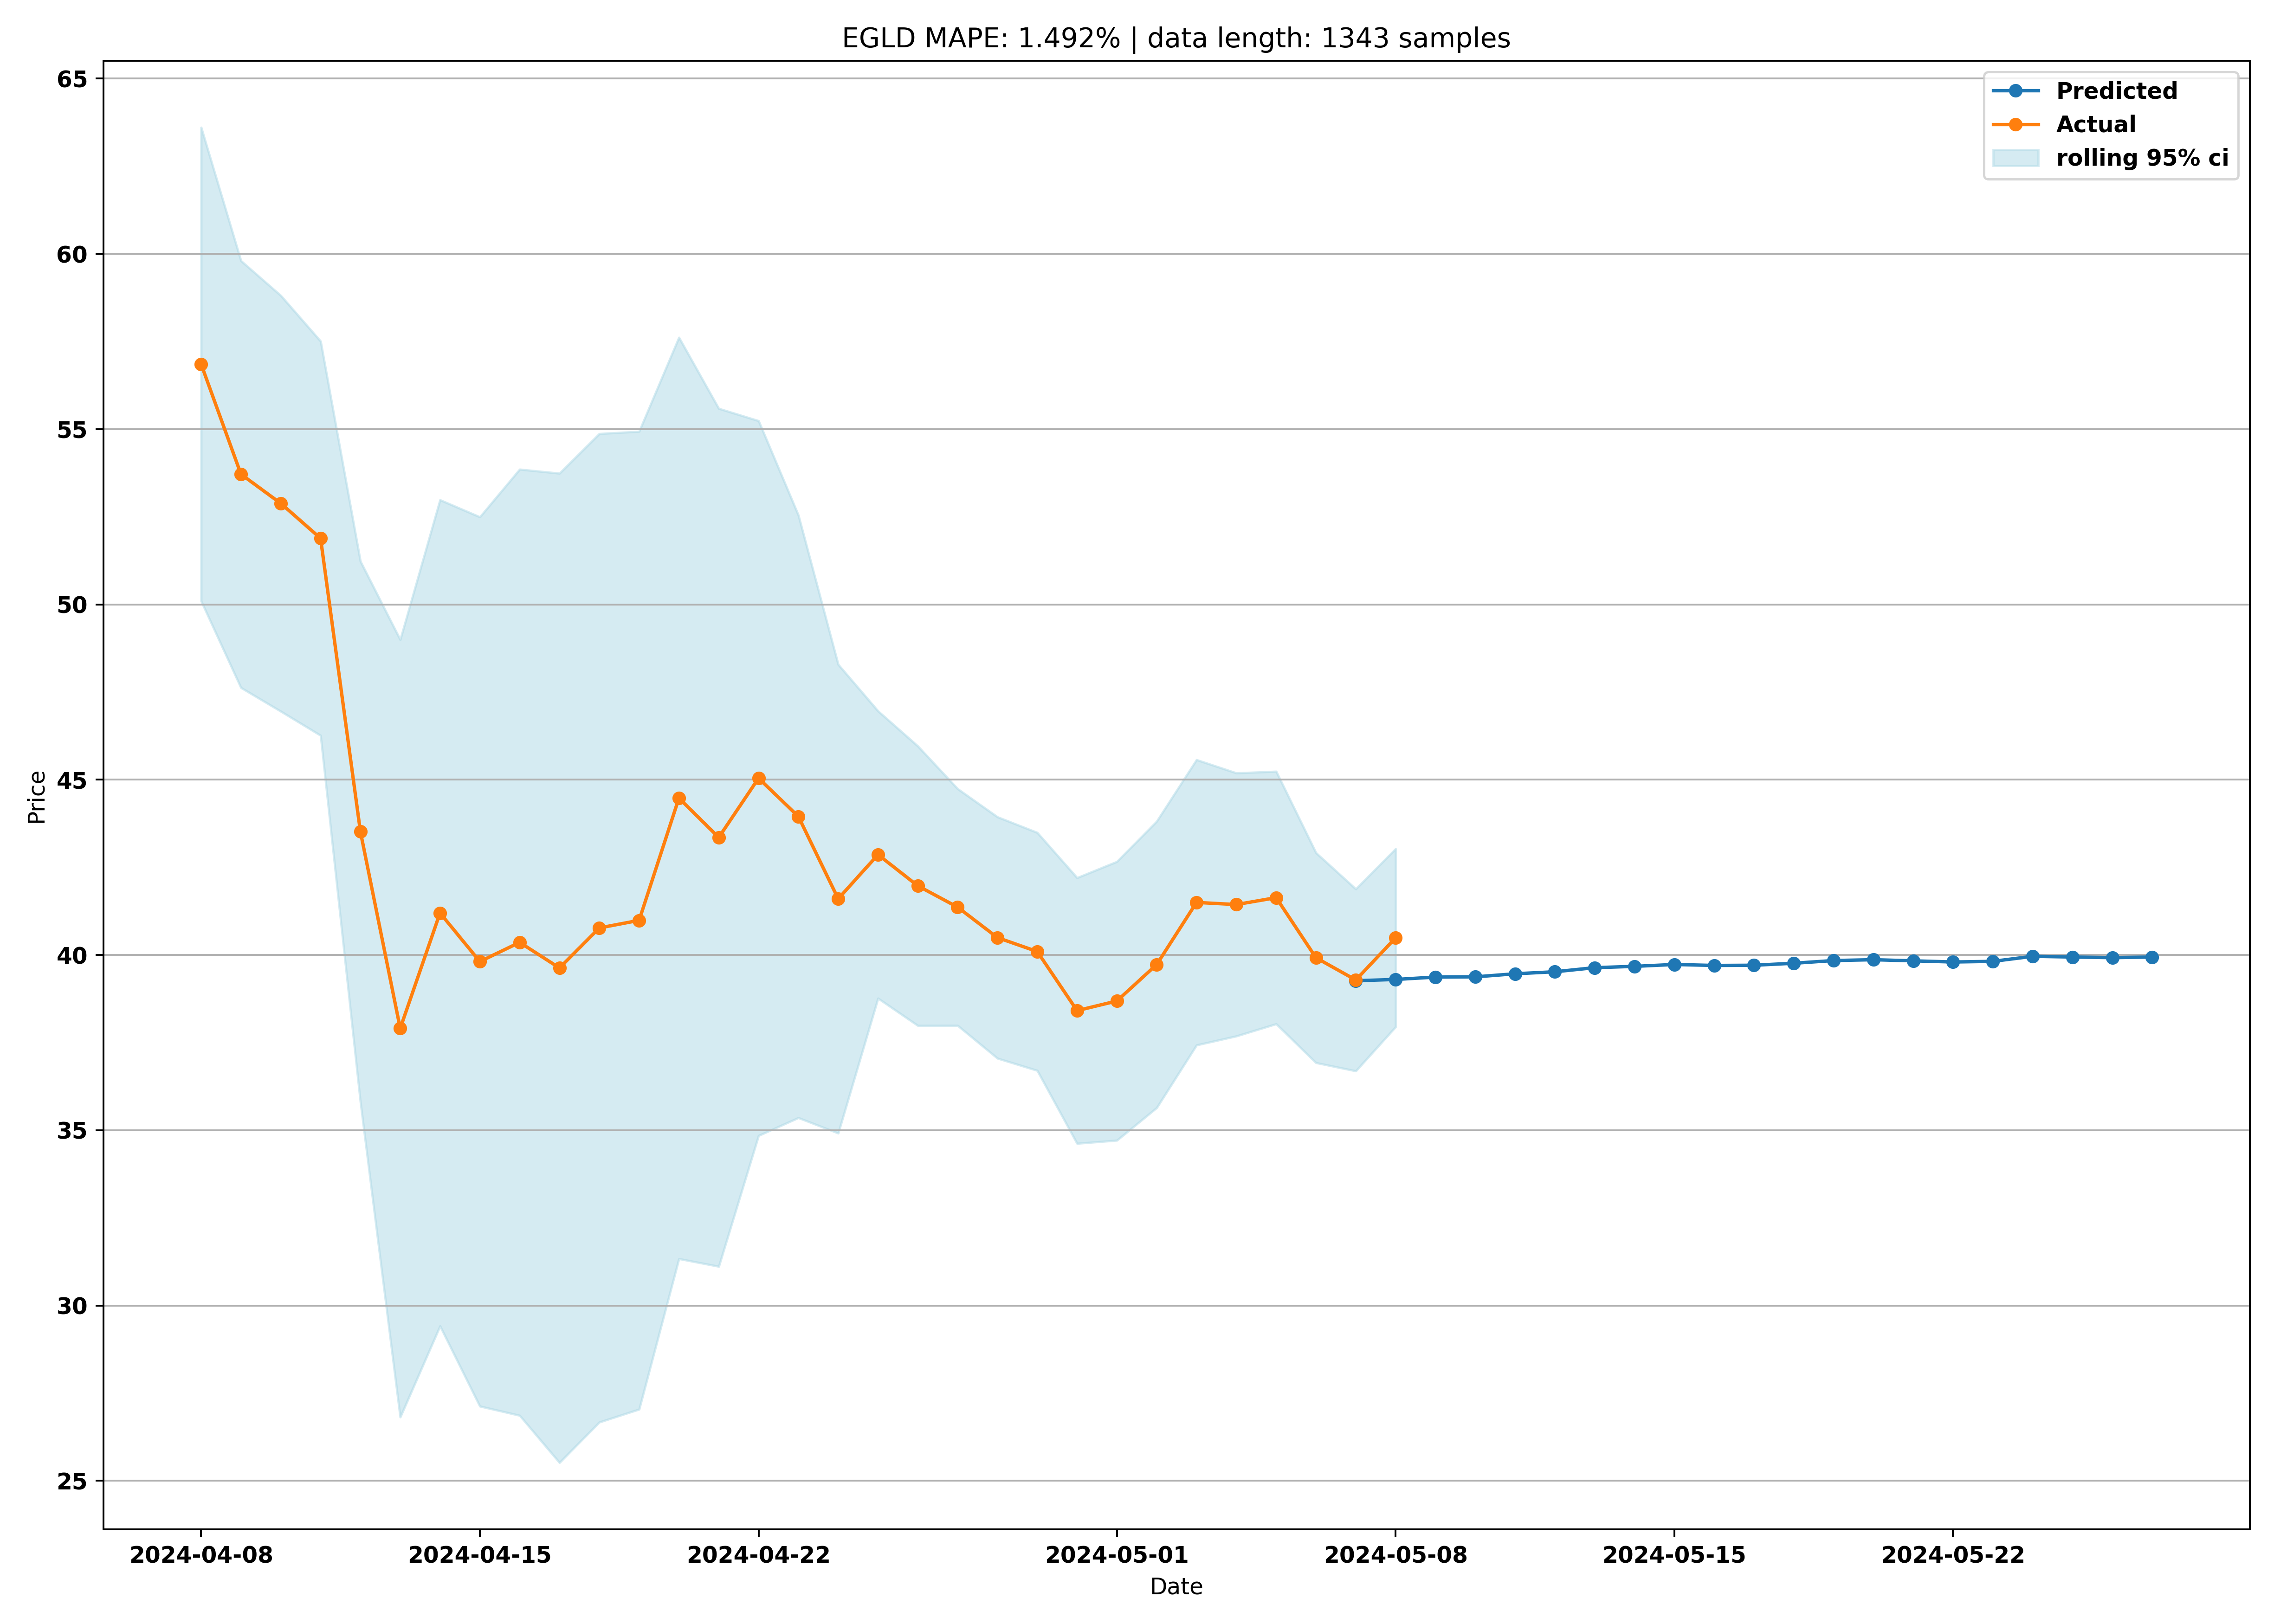 EGLD MAPE: 1.492% | data length: 1343 samples
Predicted
Actual
rolling 95% ci
65
60
55
50
45
40
35
30
25
Price
2024-04-08 2024-04-15 2024-04-22 2024-05-01 2024-05-08 2024-05-15 2024-05-22
Date